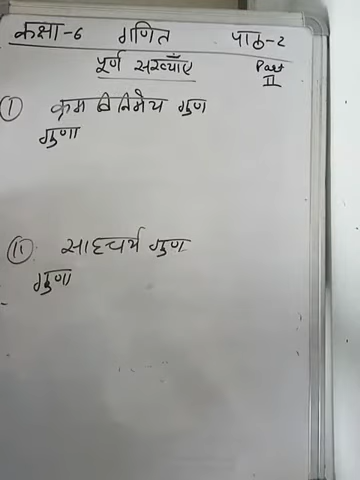 कक्षा-6 गणित पाठ-2
पूर्ण संख्याएँ Part II
(I) क्रम विनिमेय गुण
गुणा
(II) साहचर्य गुण
गुणा